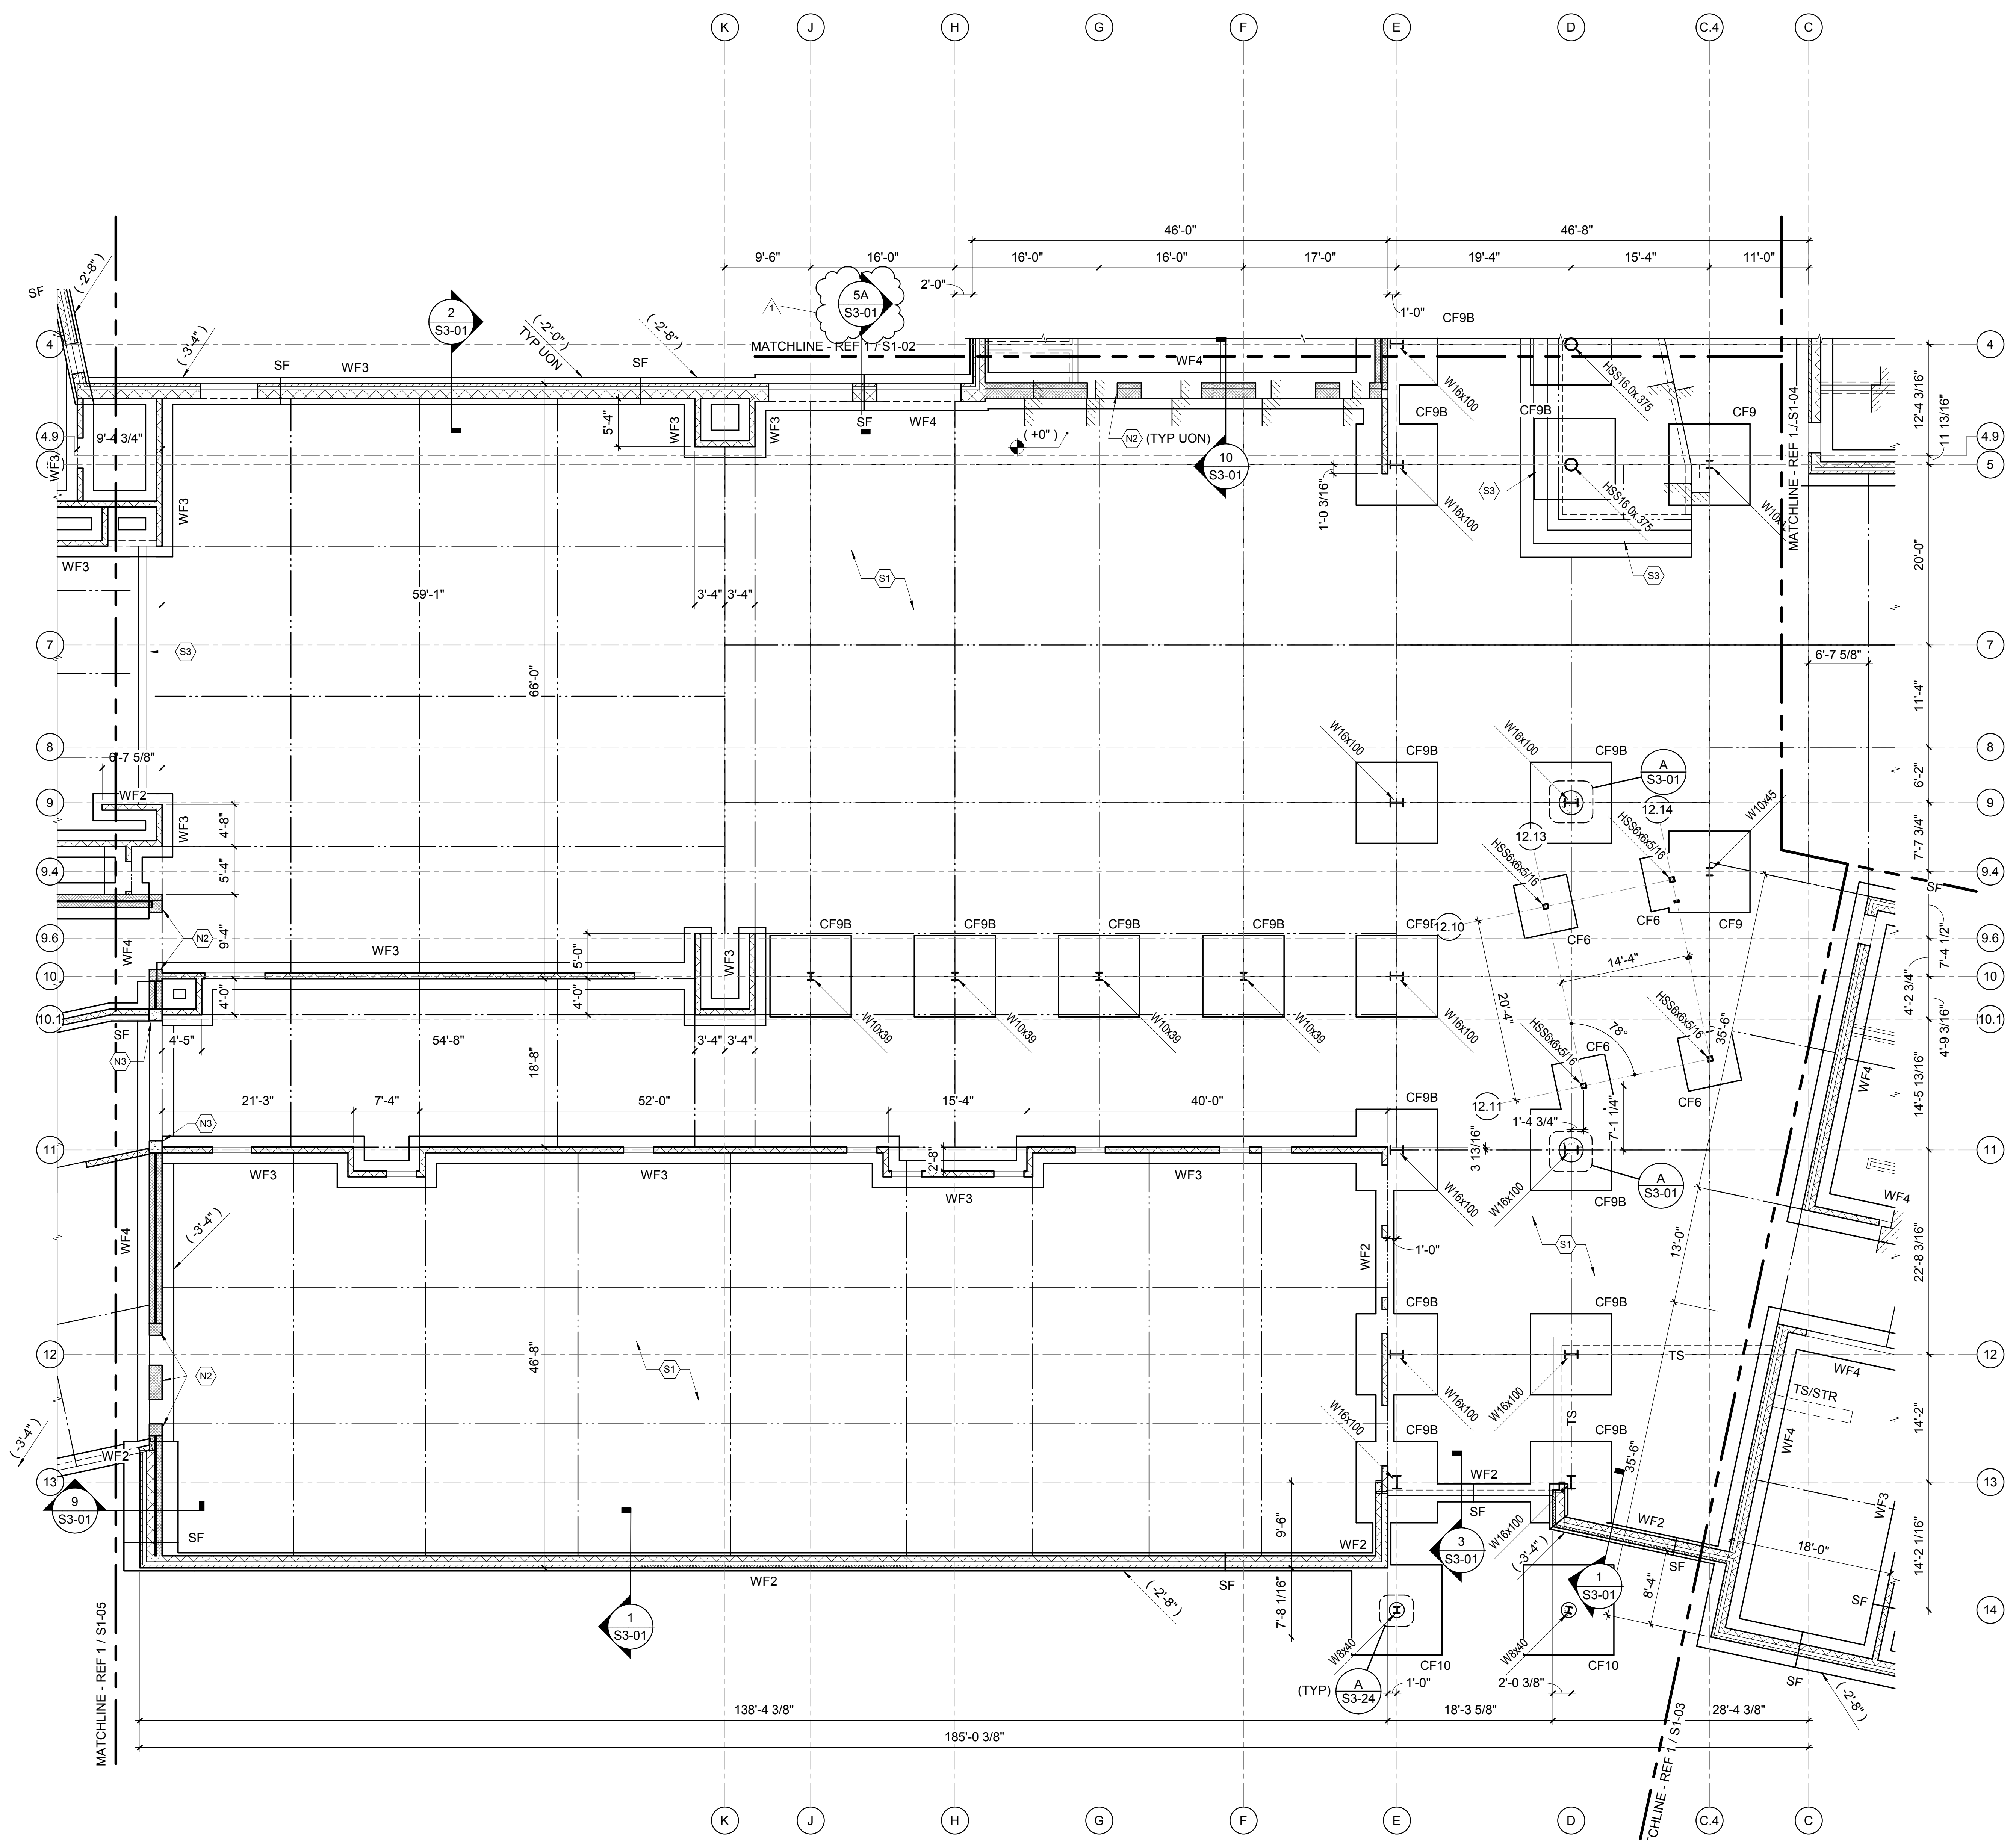 K
J
H
G
F
E
D
C.4
C
46'-0"
46'-8"
9'-6"
16'-0"
16'-0"
16'-0"
17'-0"
19'-4"
15'-4"
11'-0"
2'-0"
1'-0"
5A
S3-01
1
2
S3-01
SF
(-2'-8")
(-3'-4")
(-2'-0")
TYP UON
(-2'-8")
CF9B
MATCHLINE - REF 1 / S1-02
4
4
SF
WF3
SF
WF4
W16x100
HSS16.0x.375
12'-4 3/16"
11 13/16"
5'-4"
WF3
WF3
SF
WF4
CF9B
CF9B
CF9
4.9
9'-4 3/4"
WF3
( +0" )
N2
(TYP UON)
10
S3-01
4.9
5
1'-0 3/16"
W16x100
S3
HSS16.0x.375
MATCHLINE - REF 1 / S1-04
WF3
WF3
S1
S3
20'-0"
59'-1"
3'-4"
3'-4"
7
S3
66'-0"
6'-7 5/8"
7
11'-4"
8
6'-7 5/8"
W16x100
CF9B
W16x100
CF9B
A
S3-01
8
6'-2"
9
WF2
WF3
4'-8"
12.13
12.14
W10x45
9
HSS6x6x5/16
HSS6x6x5/16
7'-7 3/4"
9.4
5'-4"
9.4
SF
CF6
CF9
CF6
9.6
WF4
N2
9'-4"
WF3
5'-0"
WF3
CF9B
CF9B
CF9B
CF9B
12.10
7'-4 1/2"
9.6
10
14'-4"
10
4'-0"
4'-0"
20'-4"
4'-2 3/4"
10.1
SF
W10x39
W10x39
W10x39
W10x39
W16x100
HSS6x6x5/16
78°
35'-6"
10.1
4'-9 3/16"
N3
4'-5"
54'-8"
18'-8"
3'-4"
3'-4"
HSS6x6x5/16
CF6
CF6
WF4
21'-3"
7'-4"
52'-0"
15'-4"
40'-0"
CF9B
12.11
1'-4 3/4"
7'-1 1/4"
14'-5 13/16"
N3
11
2'-8"
3 13/16"
11
WF3
WF3
WF3
WF3
W16x100
W16x100
CF9B
A
S3-01
WF4
(-3'-4")
WF4
WF2
1'-0"
S1
13'-0"
22'-8 3/16"
CF9B
CF9B
12
46'-8"
S1
N2
W16x100
W16x100
TS
WF4
12
TS/STR
(-3'-4")
W16x100
CF9B
TS
CF9B
35'-6"
WF4
14'-2"
WF2
13
WF2
SF
13
9
S3-01
SF
9'-6"
WF2
3
S3-01
W16x100
(-3'-4")
WF2
SF
18'-0"
WF3
14'-2 1/16"
WF2
SF
(-2'-8")
1
S3-01
7'-8 1/16"
1
S3-01
8'-4"
SF
14
W8x40
W8x40
CF10
CF10
(TYP)
A
S3-24
1'-0"
2'-0 3/8"
SF
(-2'-8")
MATCHLINE - REF 1 / S1-05
138'-4 3/8"
18'-3 5/8"
28'-4 3/8"
185'-0 3/8"
CHLINE - REF 1 / S1-03
K
J
H
G
F
E
D
C.4
C